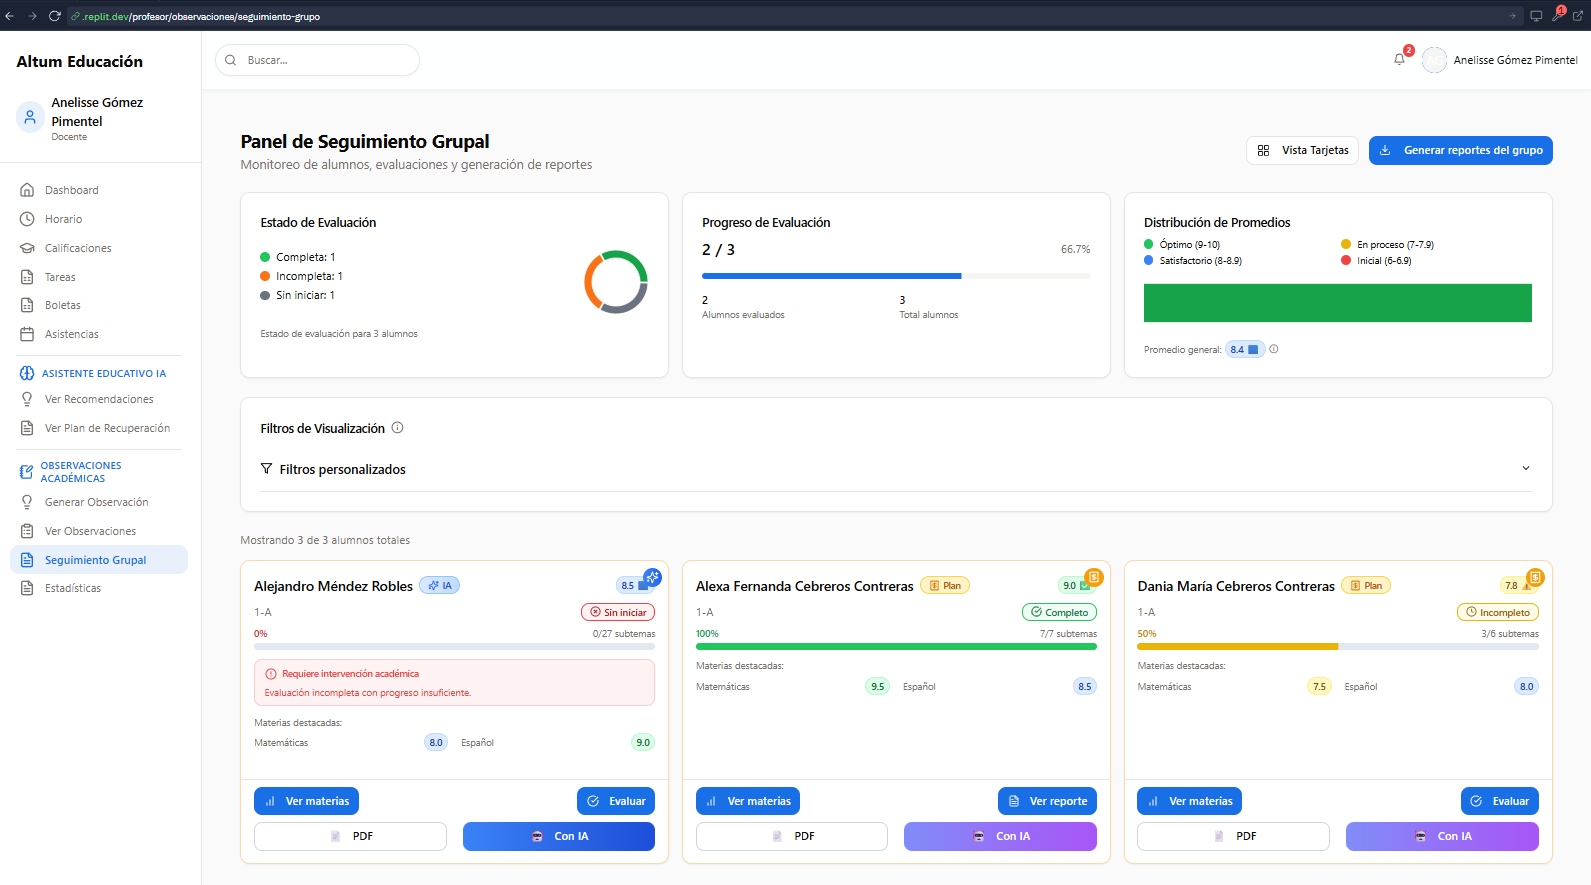 .replit.dev/profesor/observaciones/seguimiento-grupo
1
Altum Educación
Anelisse Gómez
Pimentel
Docente
Dashboard
Horario
Calificaciones
Tareas
Boletas
Asistencias
ASISTENTE EDUCATIVO IA
Ver Recomendaciones
Ver Plan de Recuperación
OBSERVACIONES
ACADÉMICAS
Generar Observación
Ver Observaciones
Seguimiento Grupal
Estadísticas
Buscar...
2
Anelisse Gómez Pimentel
Panel de Seguimiento Grupal
Monitoreo de alumnos, evaluaciones y generación de reportes
Vista Tarjetas
Generar reportes del grupo
Estado de Evaluación
Completa: 1
Incompleta: 1
Sin iniciar: 1
Estado de evaluación para 3 alumnos
Progreso de Evaluación
2 / 3
66.7%
2
Alumnos evaluados
3
Total alumnos
Distribución de Promedios
Óptimo (9-10)
En proceso (7-7.9)
Satisfactorio (8-8.9)
Inicial (6-6.9)
Promedio general: 8.4
Filtros de Visualización
Filtros personalizados
Mostrando 3 de 3 alumnos totales
Alejandro Méndez Robles IA 8.5
1-A Sin iniciar
0% 0/27 subtemas
Requiere intervención académica
Evaluación incompleta con progreso insuficiente.
Materias destacadas:
Matemáticas 8.0 Español 9.0
Ver materias Evaluar
PDF Con IA
Alexa Fernanda Cebreros Contreras Plan 9.0
1-A Completo
100% 7/7 subtemas
Materias destacadas:
Matemáticas 9.5 Español 8.5
Ver materias Ver reporte
PDF Con IA
Dania María Cebreros Contreras Plan 7.8
1-A Incompleto
50% 3/6 subtemas
Materias destacadas:
Matemáticas 7.5 Español 8.0
Ver materias Evaluar
PDF Con IA